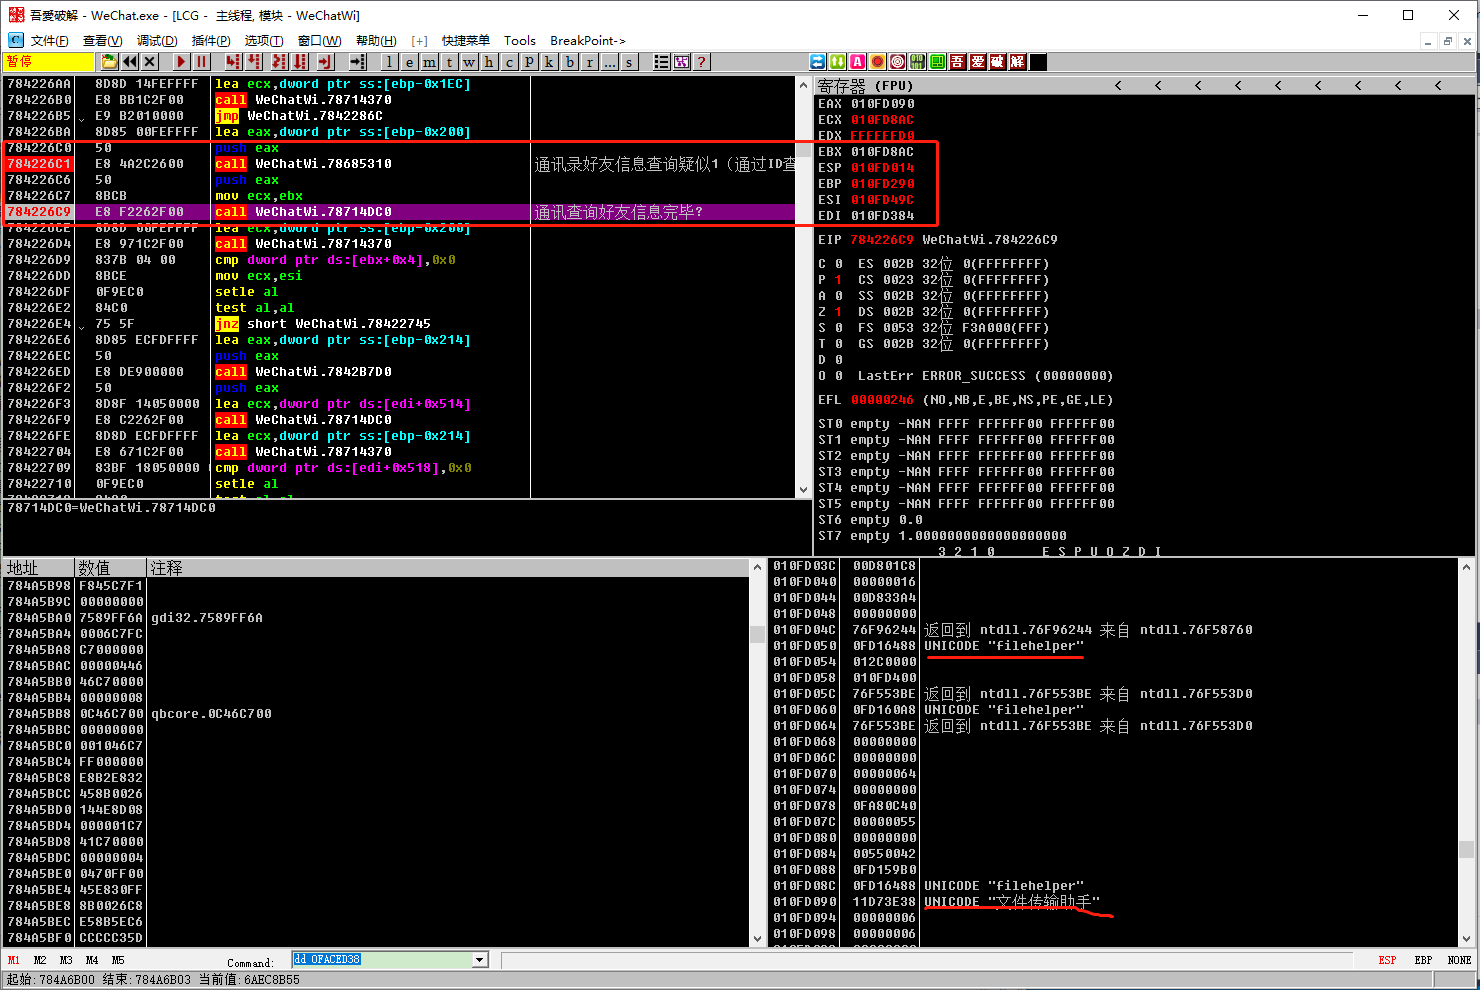 吾愛破解 - WeChat.exe - [LCG -  主线程, 模块 - WeChatWi]
文件(F) 查看(V) 调试(D) 插件(P) 选项(T) 窗口(W) 帮助(H) [+] 快捷菜单 Tools BreakPoint->
暂停 l e m t w h c p k b r ... s ? 吾 爱 破 解
784226AA 8D8D 14FEFFFF lea ecx,dword ptr ss:[ebp-0x1EC]
784226B0 E8 BB1C2F00 call WeChatWi.78714370
784226B5 E9 B2010000 jmp WeChatWi.7842286C
784226BA 8D85 00FEFFFF lea eax,dword ptr ss:[ebp-0x200]
784226C0 50 push eax
784226C1 E8 4A2C2600 call WeChatWi.78685310 通讯录好友信息查询疑似1（通过ID查
784226C6 50 push eax
784226C7 8BCB mov ecx,ebx
784226C9 E8 F2262F00 call WeChatWi.78714DC0 通讯查询好友信息完毕?
784226CE 8D8D 00FEFFFF lea ecx,dword ptr ss:[ebp-0x200]
784226D4 E8 971C2F00 call WeChatWi.78714370
784226D9 837B 04 00 cmp dword ptr ds:[ebx+0x4],0x0
784226DD 8BCE mov ecx,esi
784226DF 0F9EC0 setle al
784226E2 84C0 test al,al
784226E4 75 5F jnz short WeChatWi.78422745
784226E6 8D85 ECFDFFFF lea eax,dword ptr ss:[ebp-0x214]
784226EC 50 push eax
784226ED E8 DE900000 call WeChatWi.7842B7D0
784226F2 50 push eax
784226F3 8D8F 14050000 lea ecx,dword ptr ds:[edi+0x514]
784226F9 E8 C2262F00 call WeChatWi.78714DC0
784226FE 8D8D ECFDFFFF lea ecx,dword ptr ss:[ebp-0x214]
78422704 E8 671C2F00 call WeChatWi.78714370
78422709 83BF 18050000 cmp dword ptr ds:[edi+0x518],0x0
78422710 0F9EC0 setle al
78714DC0=WeChatWi.78714DC0
寄存器 (FPU) < < < < < < < < <
EAX 010FD090
ECX 010FD8AC
EDX FFFFFFD0
EBX 010FD8AC
ESP 010FD014
EBP 010FD290
ESI 010FD49C
EDI 010FD384
EIP 784226C9 WeChatWi.784226C9
C 0 ES 002B 32位 0(FFFFFFFF)
P 1 CS 0023 32位 0(FFFFFFFF)
A 0 SS 002B 32位 0(FFFFFFFF)
Z 1 DS 002B 32位 0(FFFFFFFF)
S 0 FS 0053 32位 F3A000(FFF)
T 0 GS 002B 32位 0(FFFFFFFF)
D 0
O 0 LastErr ERROR_SUCCESS (00000000)
EFL 00000246 (NO,NB,E,BE,NS,PE,GE,LE)
ST0 empty -NAN FFFF FFFFFF00 FFFFFF00
ST1 empty -NAN FFFF FFFFFF00 FFFFFF00
ST2 empty -NAN FFFF FFFFFF00 FFFFFF00
ST3 empty -NAN FFFF FFFFFF00 FFFFFF00
ST4 empty -NAN FFFF FFFFFF00 FFFFFF00
ST5 empty -NAN FFFF FFFFFF00 FFFFFF00
ST6 empty 0.0
ST7 empty 1.0000000000000000000
3 2 1 0 E S P U O Z D I
地址 数值 注释
784A5B98 F845C7F1
784A5B9C 00000000
784A5BA0 7589FF6A gdi32.7589FF6A
784A5BA4 0006C7FC
784A5BA8 C7000000
784A5BAC 00000446
784A5BB0 46C70000
784A5BB4 00000008
784A5BB8 0C46C700 qbcore.0C46C700
784A5BBC 00000000
784A5BC0 001046C7
784A5BC4 FF000000
784A5BC8 E8B2E832
784A5BCC 458B0026
784A5BD0 144E8D08
784A5BD4 000001C7
784A5BD8 41C70000
784A5BDC 00000004
784A5BE0 0470FF00
784A5BE4 45E830FF
784A5BE8 8B0026C8
784A5BEC E58B5EC6
784A5BF0 CCCCC35D
010FD03C 00D801C8
010FD040 00000016
010FD044 00D833A4
010FD048 00000000
010FD04C 76F96244 返回到 ntdll.76F96244 来自 ntdll.76F58760
010FD050 0FD16488 UNICODE "filehelper"
010FD054 012C0000
010FD058 010FD400
010FD05C 76F553BE 返回到 ntdll.76F553BE 来自 ntdll.76F553D0
010FD060 0FD160A8 UNICODE "filehelper"
010FD064 76F553BE 返回到 ntdll.76F553BE 来自 ntdll.76F553D0
010FD068 00000000
010FD06C 00000000
010FD070 00000064
010FD074 00000000
010FD078 0FA80C40
010FD07C 00000055
010FD080 00000000
010FD084 00550042
010FD088 0FD159B0
010FD08C 0FD16488 UNICODE "filehelper"
010FD090 11D73E38 UNICODE "文件传输助手"
010FD094 00000006
010FD098 00000006
M1 M2 M3 M4 M5 Command: dd 0FACED38 ESP EBP NONE
起始: 784A6B00 结束: 784A6B03 当前值: 6AEC8B55